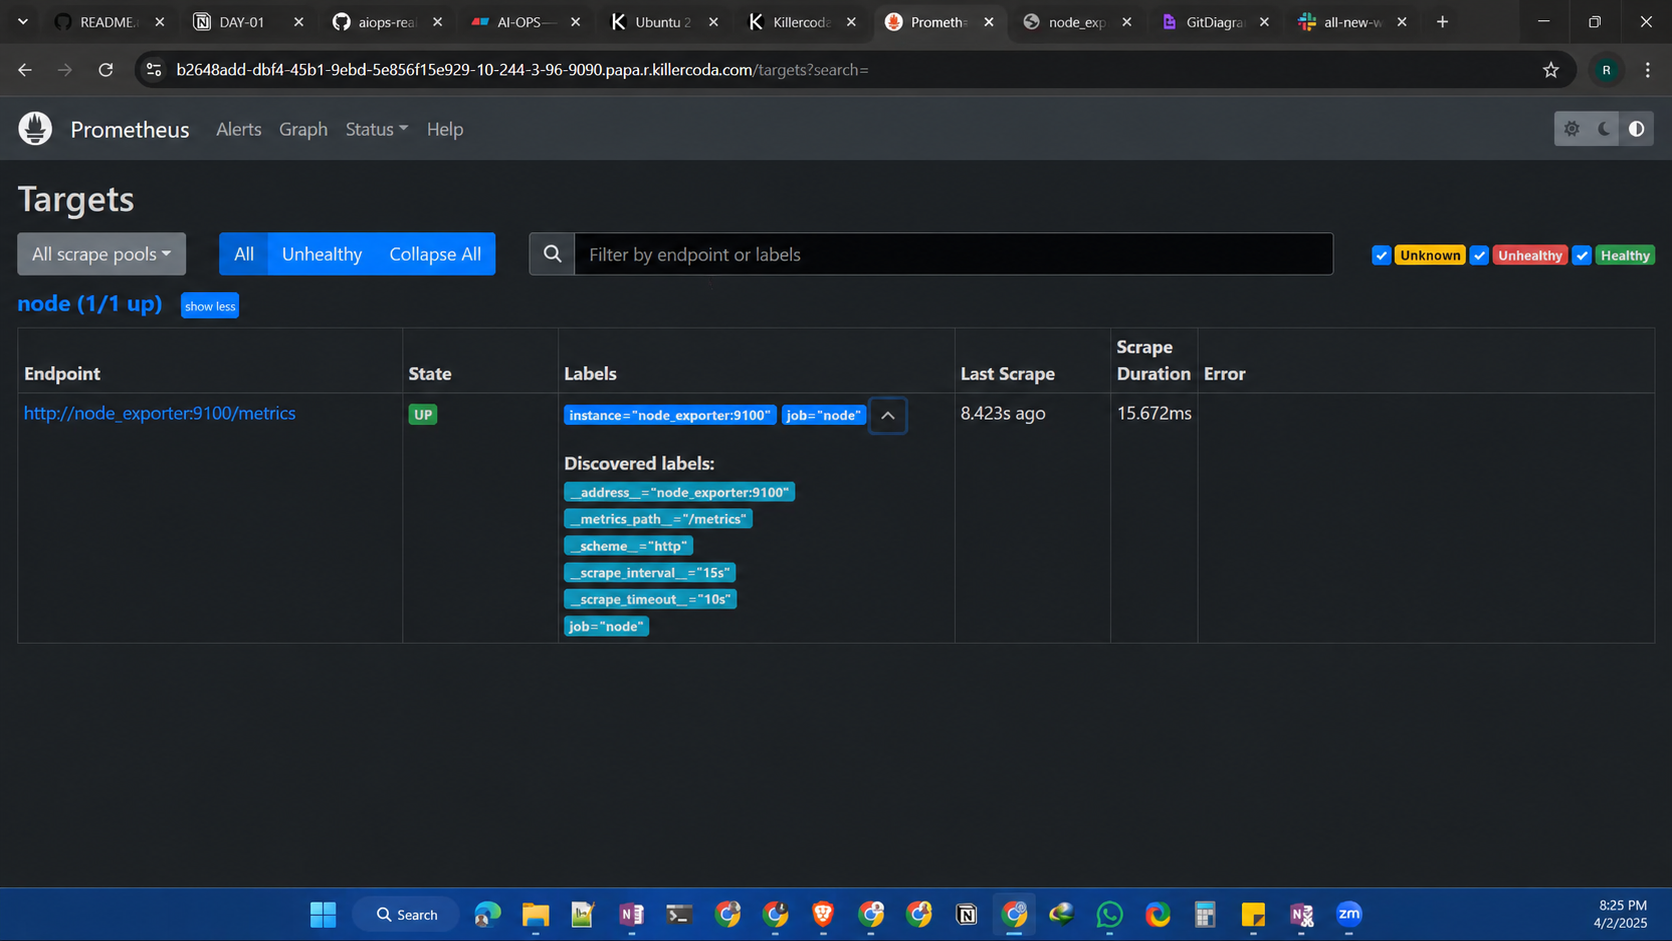 README. DAY-01 aiops-rea AI-OPS— Ubuntu 2 Killercoda Prometh node_exp GitDiagra all-new-w
b2648add-dbf4-45b1-9ebd-5e856f15e929-10-244-3-96-9090.papa.r.killercoda.com/targets?search= R
Prometheus Alerts Graph Status Help
Targets
All scrape pools All Unhealthy Collapse All Filter by endpoint or labels Unknown Unhealthy Healthy
node (1/1 up) show less
Endpoint State Labels Last Scrape Scrape Duration Error
http://node_exporter:9100/metrics UP instance="node_exporter:9100" job="node" 8.423s ago 15.672ms
Discovered labels:
__address__="node_exporter:9100"
__metrics_path__="/metrics"
__scheme__="http"
__scrape_interval__="15s"
__scrape_timeout__="10s"
job="node"
Search zm 8:25 PM
4/2/2025